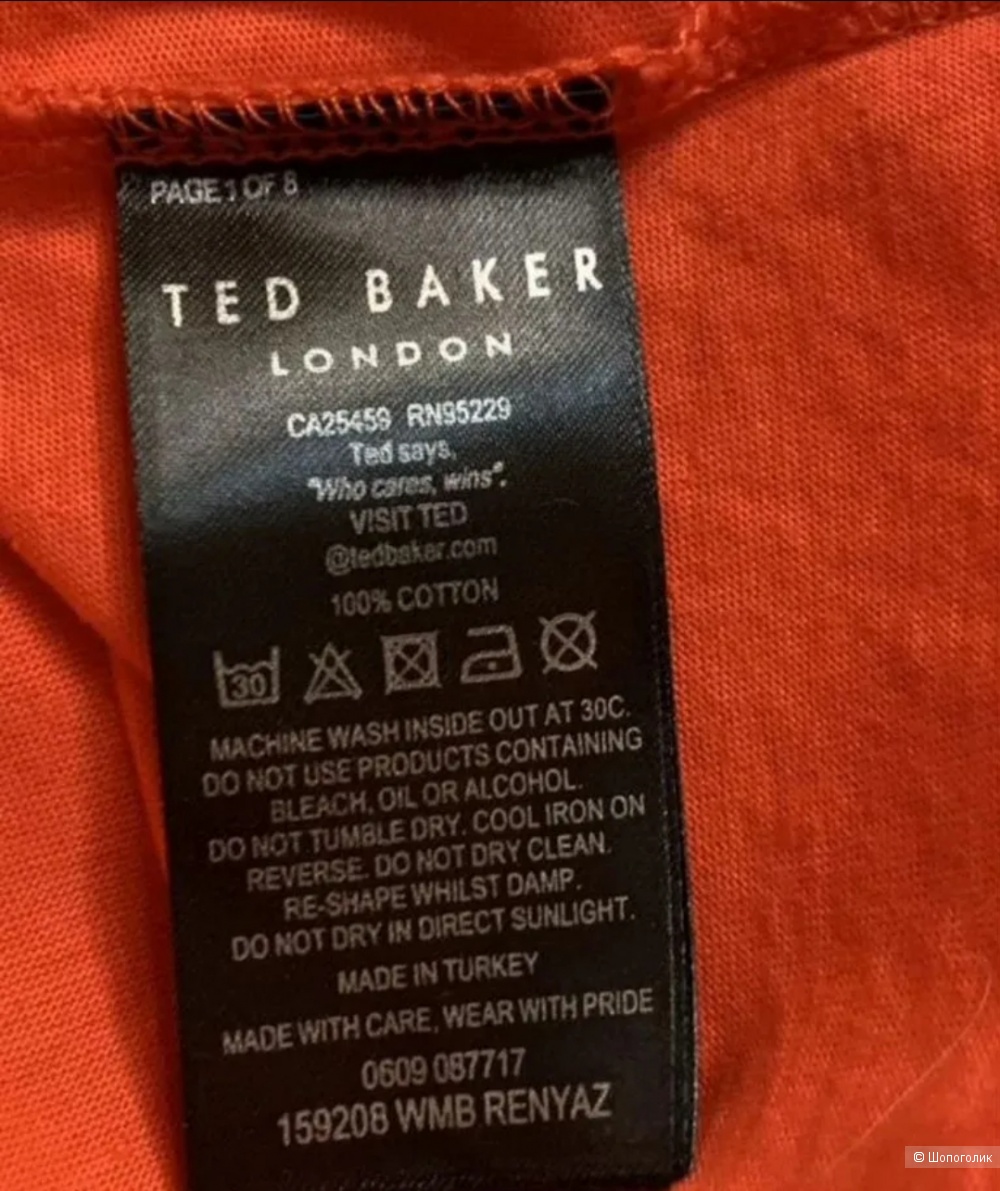 PAGE 1 OF 8
TED BAKER
LONDON
CA25459 RN95229
Ted says,
"Who cares, wins".
VISIT TED
@tedbaker.com
100% COTTON
30
MACHINE WASH INSIDE OUT AT 30C.
DO NOT USE PRODUCTS CONTAINING
BLEACH, OIL OR ALCOHOL.
DO NOT TUMBLE DRY. COOL IRON ON
REVERSE. DO NOT DRY CLEAN.
RE-SHAPE WHILST DAMP.
DO NOT DRY IN DIRECT SUNLIGHT.
MADE IN TURKEY
MADE WITH CARE, WEAR WITH PRIDE
0609 087717
159208 WMB RENYAZ
© Шопоголик